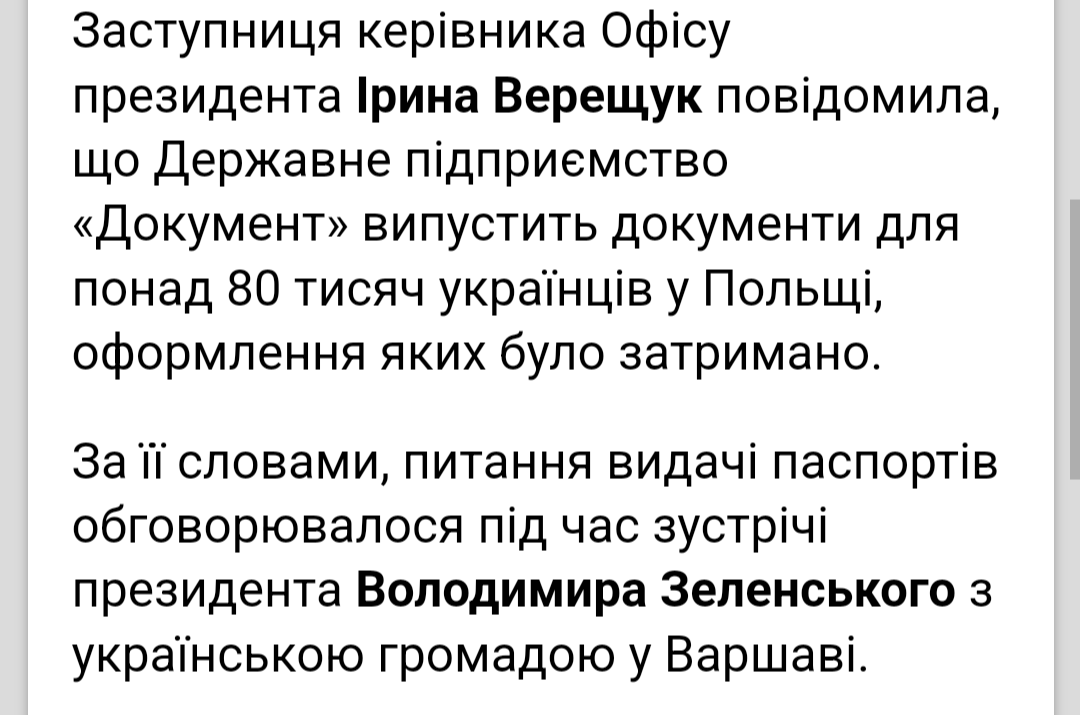 Заступниця керівника Офісу
президента Ірина Верещук повідомила,
що Державне підприємство
«Документ» випустить документи для
понад 80 тисяч українців у Польщі,
оформлення яких було затримано.
За її словами, питання видачі паспортів
обговорювалося під час зустрічі
президента Володимира Зеленського з
українською громадою у Варшаві.